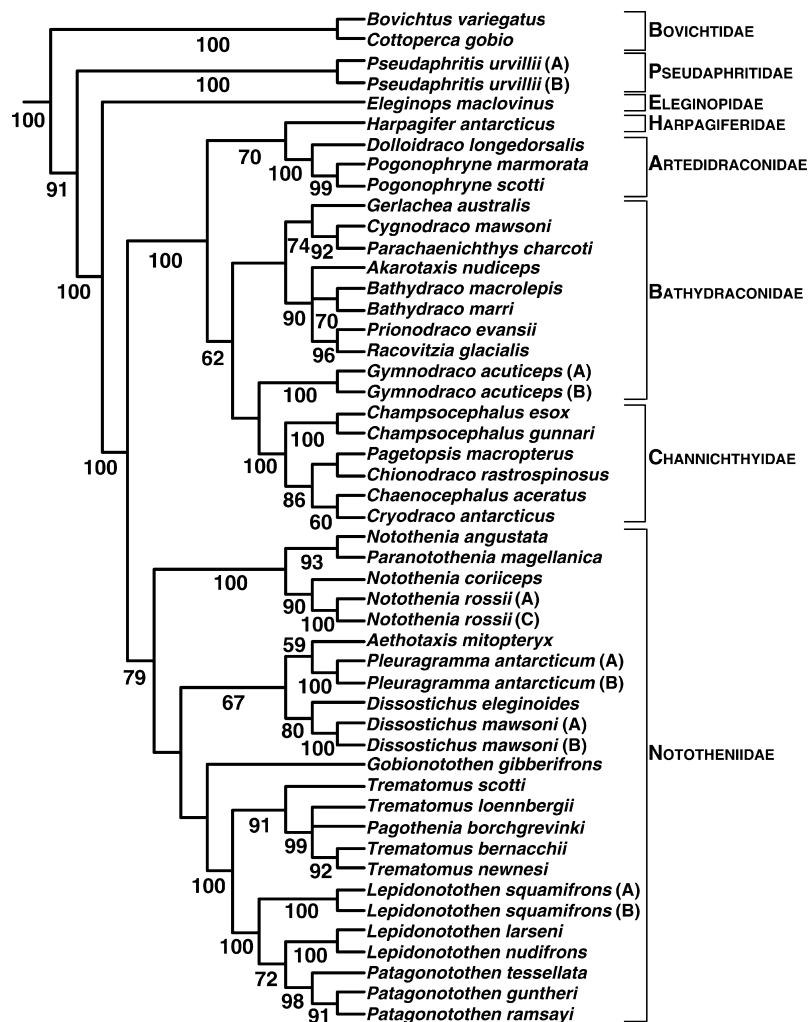 Bovichtus variegatus
Cottoperca gobio
BOVICHTIDAE
100
Pseudaphritis urvillii (A)
Pseudaphritis urvillii (B)
PSEUDAPHRITIDAE
100
Eleginops maclovinus
ELEGINOPIDAE
100
Harpagifer antarcticus
HARPAGIFERIDAE
Dolloidraco longedorsalis
70
Pogonophryne marmorata
ARTEDIDRACONIDAE
100
Pogonophryne scotti
99
91
Gerlachea australis
Cygnodraco mawsoni
74
92
Parachaenichthys charcoti
100
Akarotaxis nudiceps
100
Bathydraco macrolepis
BATHYDRACONIDAE
Bathydraco marri
90
70
Prionodraco evansii
Racovitzia glacialis
96
62
Gymnodraco acuticeps (A)
Gymnodraco acuticeps (B)
100
Champsocephalus esox
Champsocephalus gunnari
100
Pagetopsis macropterus
CHANNICHTHYIDAE
100
100
Chionodraco rastrospinosus
Chaenocephalus aceratus
86
Cryodraco antarcticus
60
Notothenia angustata
Paranotothenia magellanica
93
Notothenia coriiceps
100
Notothenia rossii (A)
90
Notothenia rossii (C)
100
Aethotaxis mitopteryx
59
Pleuragramma antarcticum (A)
79
Pleuragramma antarcticum (B)
100
Dissostichus eleginoides
67
Dissostichus mawsoni (A)
80
Dissostichus mawsoni (B)
100
NOTOTHENIIDAE
Gobionotothen gibberifrons
Trematomus scotti
Trematomus loennbergii
Pagothenia borchgrevinki
91
Trematomus bernacchii
99
Trematomus newnesi
92
100
Lepidonotothen squamifrons (A)
Lepidonotothen squamifrons (B)
100
Lepidonotothen larseni
100
Lepidonotothen nudifrons
100
Patagonotothen tessellata
72
Patagonotothen guntheri
98
Patagonotothen ramsayi
91